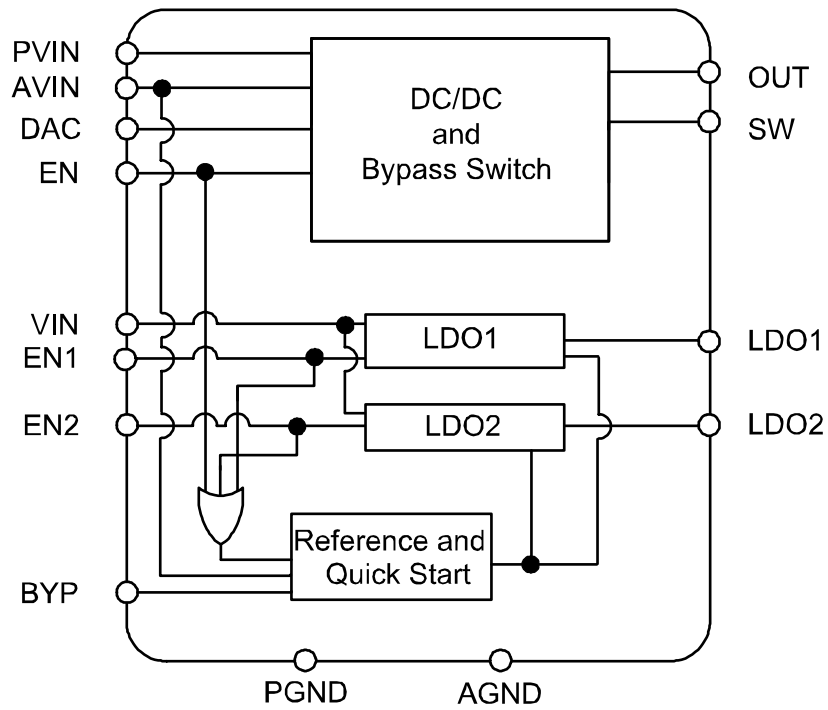 PVIN
AVIN
DAC
EN
DC/DC
and
Bypass Switch
OUT
SW
VIN
EN1
EN2
LDO1
LDO2
LDO1
LDO2
Reference and
Quick Start
BYP
PGND
AGND